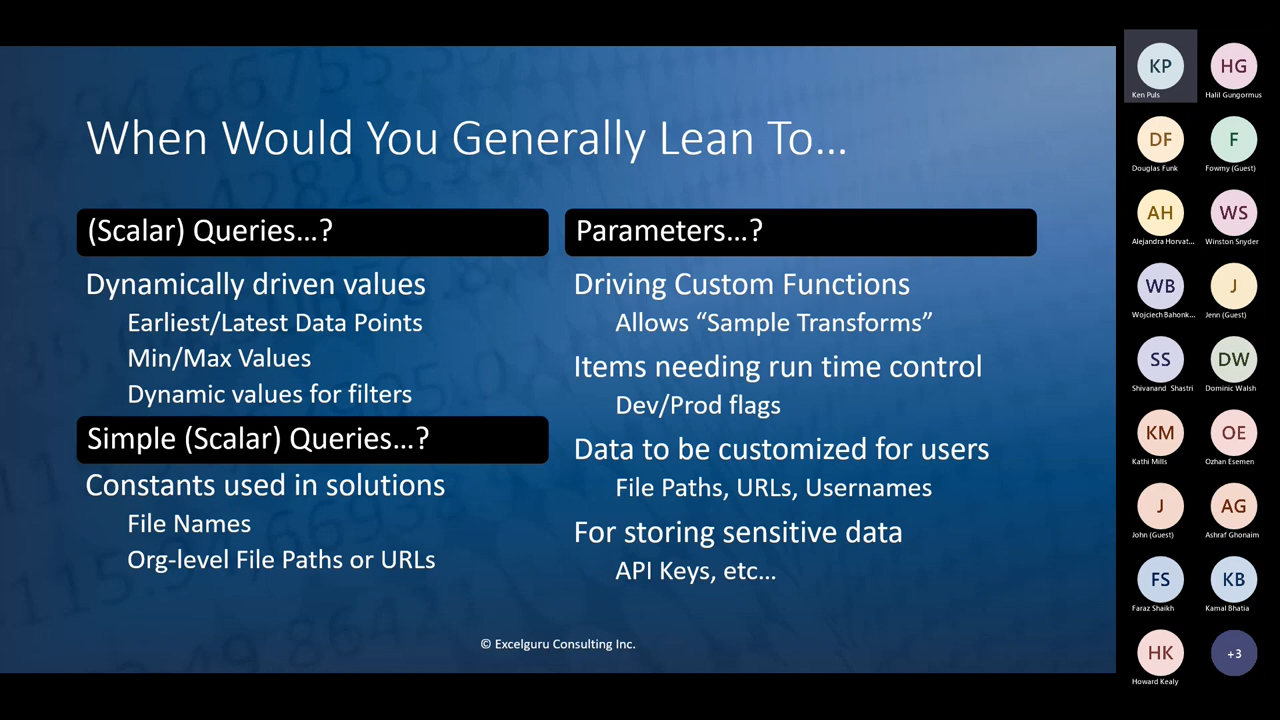 When Would You Generally Lean To...
(Scalar) Queries...?
Dynamically driven values
Earliest/Latest Data Points
Min/Max Values
Dynamic values for filters
Simple (Scalar) Queries...?
Constants used in solutions
File Names
Org-level File Paths or URLs
Parameters...?
Driving Custom Functions
Allows “Sample Transforms”
Items needing run time control
Dev/Prod flags
Data to be customized for users
File Paths, URLs, Usernames
For storing sensitive data
API Keys, etc...
© Excelguru Consulting Inc.
KP
Ken Puls
HG
Halil Gungormus
DF
Douglas Funk
F
Fowmy (Guest)
AH
Alejandra Horvat...
WS
Winston Snyder
WB
Wojciech Bahonk...
J
Jenn (Guest)
SS
Shivanand Shastri
DW
Dominic Walsh
KM
Kathi Mills
OE
Ozhan Esemen
J
John (Guest)
AG
Ashraf Ghonaim
FS
Faraz Shaikh
KB
Kamal Bhatia
HK
Howard Kealy
+3